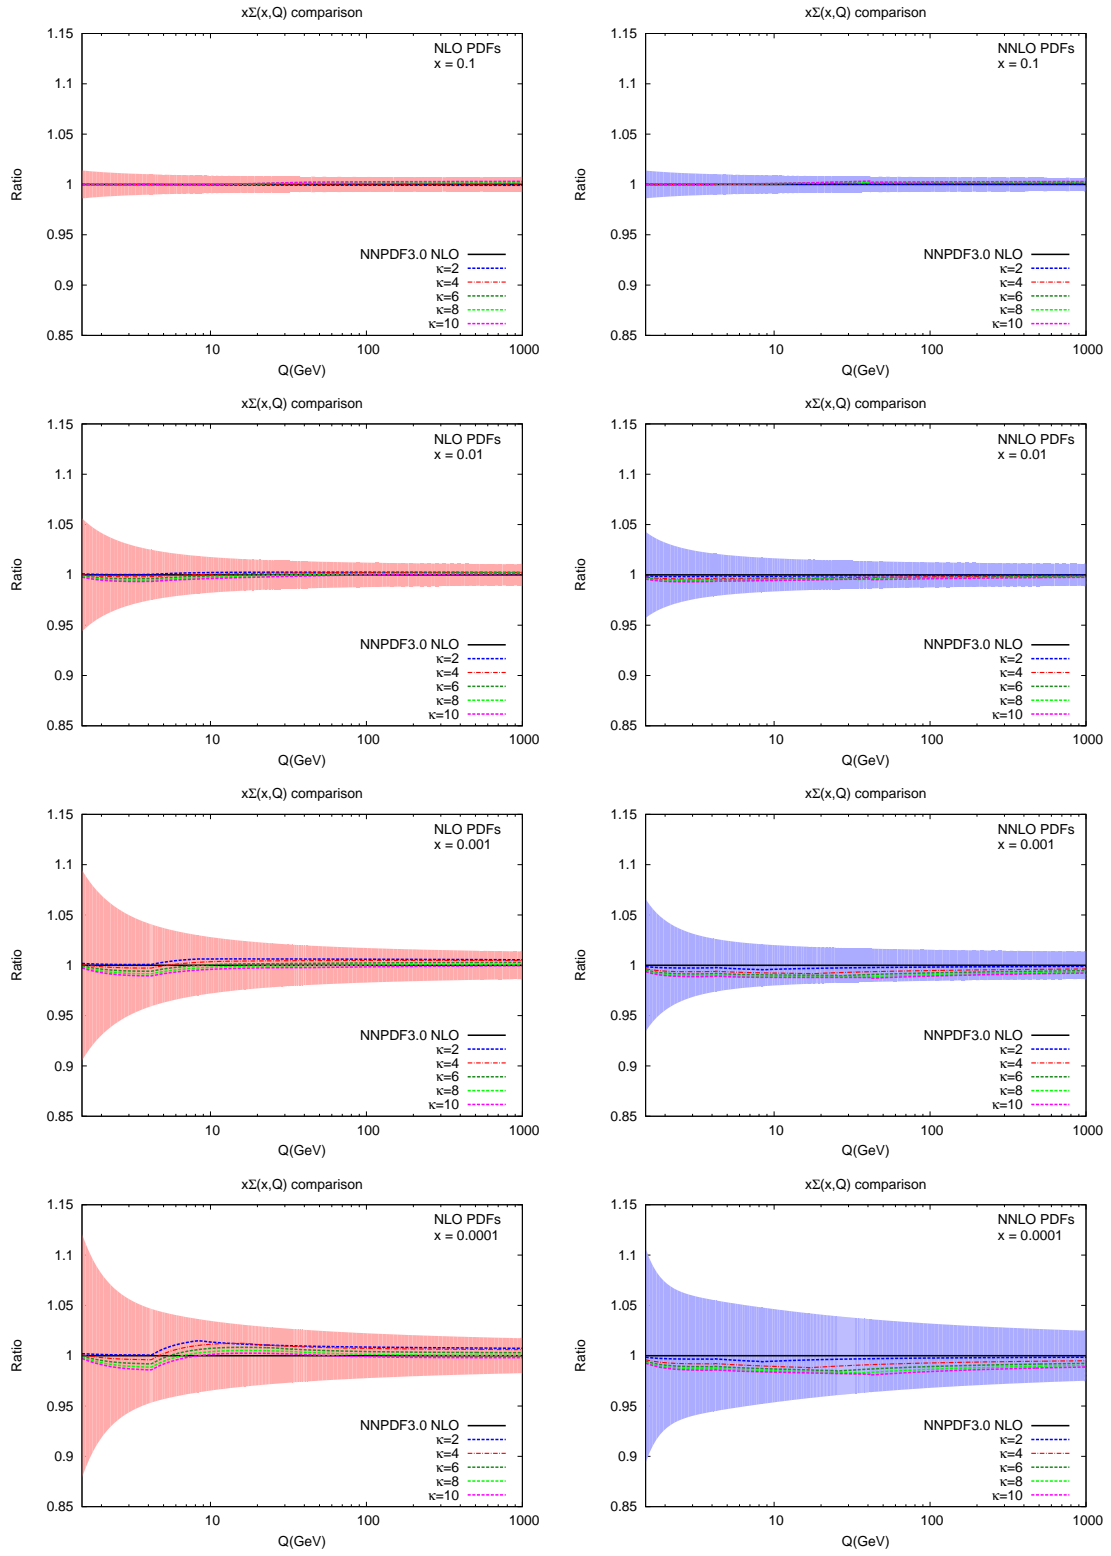 xΣ(x,Q) comparison
1.15
1.1
1.05
1
0.95
0.9
0.85
Ratio
NLO PDFs
x = 0.1
NNPDF3.0 NLO
κ=2
κ=4
κ=6
κ=8
κ=10
10
100
1000
Q(GeV)
xΣ(x,Q) comparison
1.15
1.1
1.05
1
0.95
0.9
0.85
Ratio
NNLO PDFs
x = 0.1
NNPDF3.0 NLO
κ=2
κ=4
κ=6
κ=8
κ=10
10
100
1000
Q(GeV)
xΣ(x,Q) comparison
1.15
1.1
1.05
1
0.95
0.9
0.85
Ratio
NLO PDFs
x = 0.01
NNPDF3.0 NLO
κ=2
κ=4
κ=6
κ=8
κ=10
10
100
1000
Q(GeV)
xΣ(x,Q) comparison
1.15
1.1
1.05
1
0.95
0.9
0.85
Ratio
NNLO PDFs
x = 0.01
NNPDF3.0 NLO
κ=2
κ=4
κ=6
κ=8
κ=10
10
100
1000
Q(GeV)
xΣ(x,Q) comparison
1.15
1.1
1.05
1
0.95
0.9
0.85
Ratio
NLO PDFs
x = 0.001
NNPDF3.0 NLO
κ=2
κ=4
κ=6
κ=8
κ=10
10
100
1000
Q(GeV)
xΣ(x,Q) comparison
1.15
1.1
1.05
1
0.95
0.9
0.85
Ratio
NNLO PDFs
x = 0.001
NNPDF3.0 NLO
κ=2
κ=4
κ=6
κ=8
κ=10
10
100
1000
Q(GeV)
xΣ(x,Q) comparison
1.15
1.1
1.05
1
0.95
0.9
0.85
Ratio
NLO PDFs
x = 0.0001
NNPDF3.0 NLO
κ=2
κ=4
κ=6
κ=8
κ=10
10
100
1000
Q(GeV)
xΣ(x,Q) comparison
1.15
1.1
1.05
1
0.95
0.9
0.85
Ratio
NNLO PDFs
x = 0.0001
NNPDF3.0 NLO
κ=2
κ=4
κ=6
κ=8
κ=10
10
100
1000
Q(GeV)